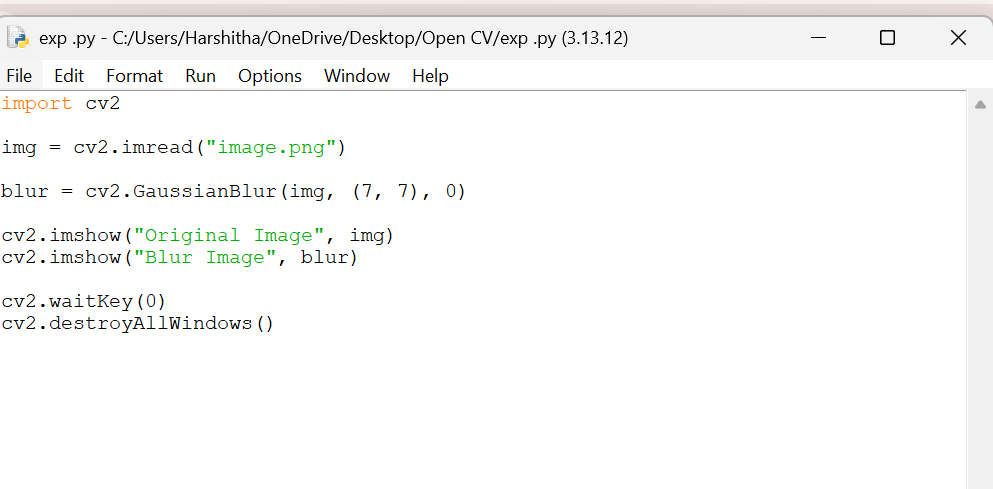 exp .py - C:/Users/Harshitha/OneDrive/Desktop/Open CV/exp .py (3.13.12)
File Edit Format Run Options Window Help
import cv2
img = cv2.imread("image.png")
blur = cv2.GaussianBlur(img, (7, 7), 0)
cv2.imshow("Original Image", img)
cv2.imshow("Blur Image", blur)
cv2.waitKey(0)
cv2.destroyAllWindows()